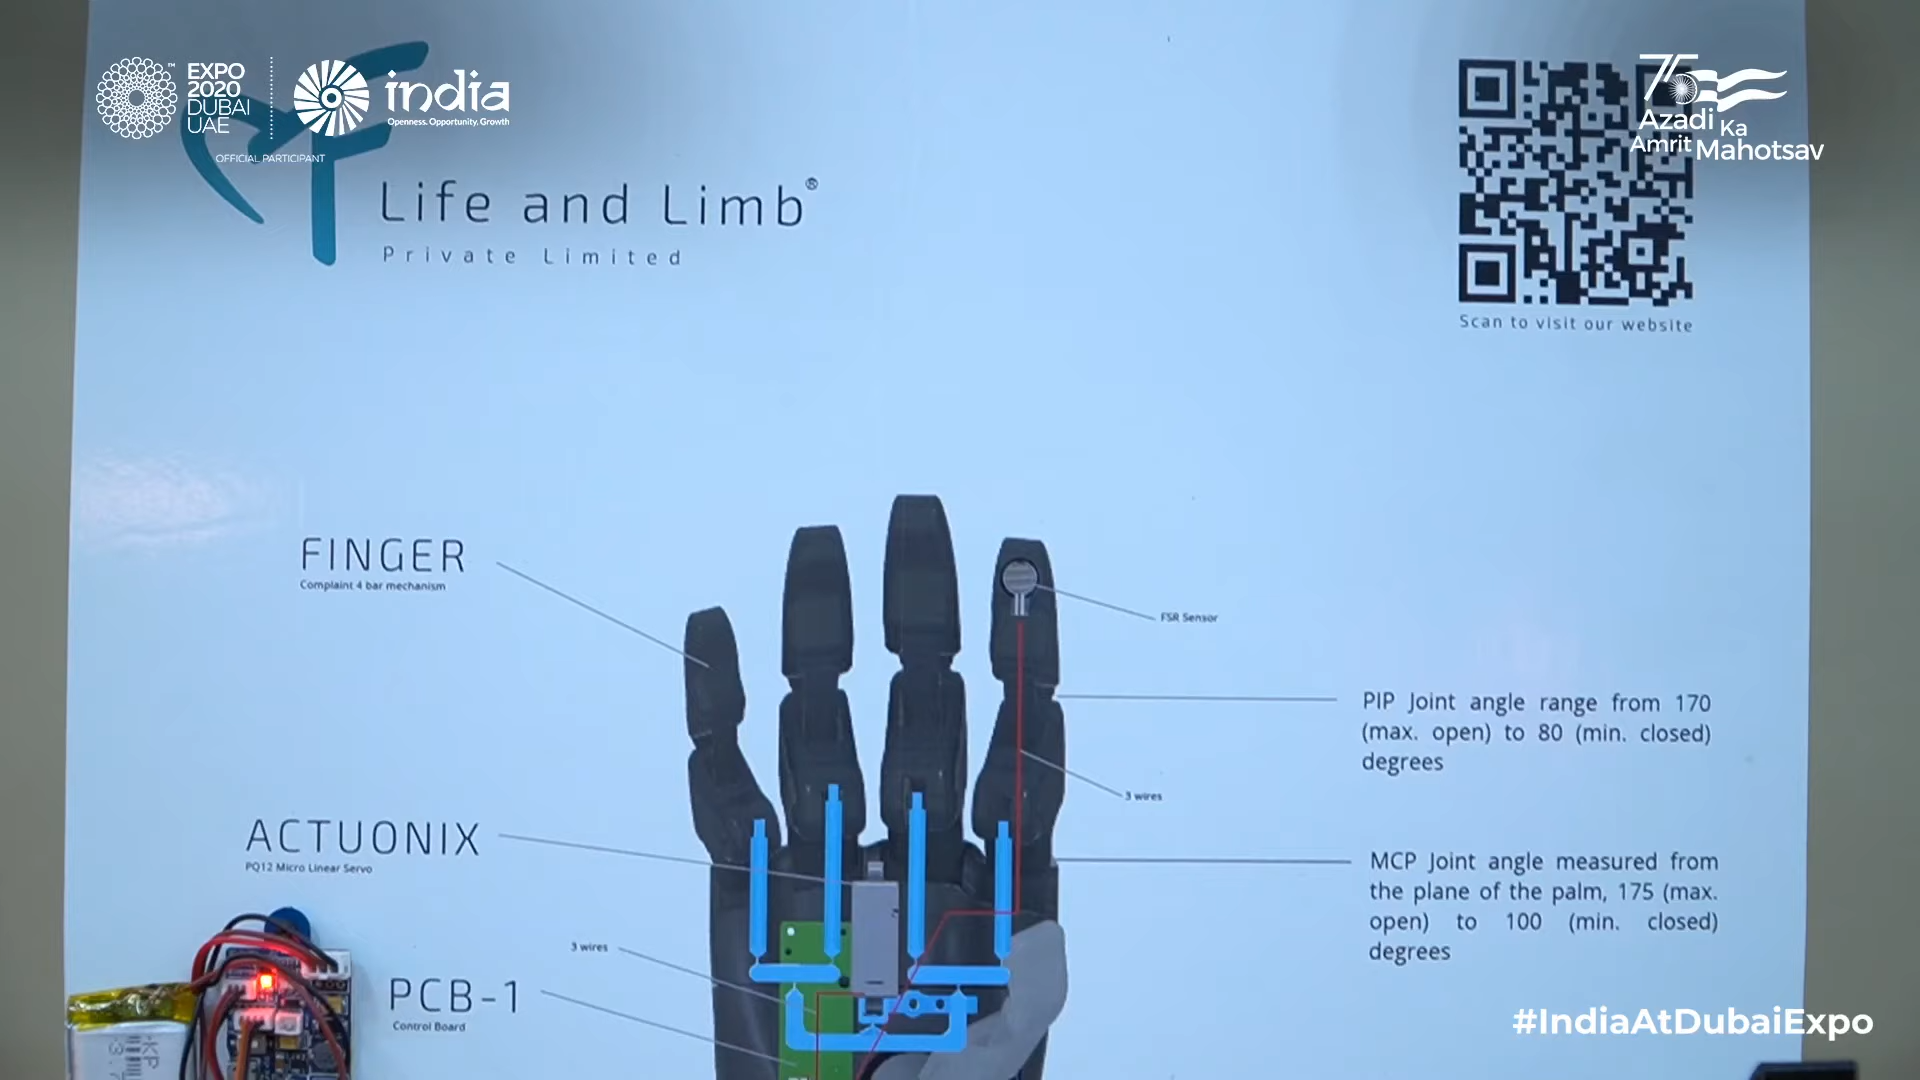 EXPO
2020
DUBAI
UAE
OFFICIAL PARTICIPANT
india
Openness. Opportunity. Growth
75
Azadi Ka
Amrit Mahotsav
Life and Limb®
Private Limited
Scan to visit our website
FINGER
Complaint 4 bar mechanism
FSR Sensor
PIP Joint angle range from 170
(max. open) to 80 (min. closed)
degrees
3 wires
ACTUONIX
PQ12 Micro Linear Servo
MCP Joint angle measured from
the plane of the palm, 175 (max.
open) to 100 (min. closed)
degrees
3 wires
PCB-1
Control Board
#IndiaAtDubaiExpo